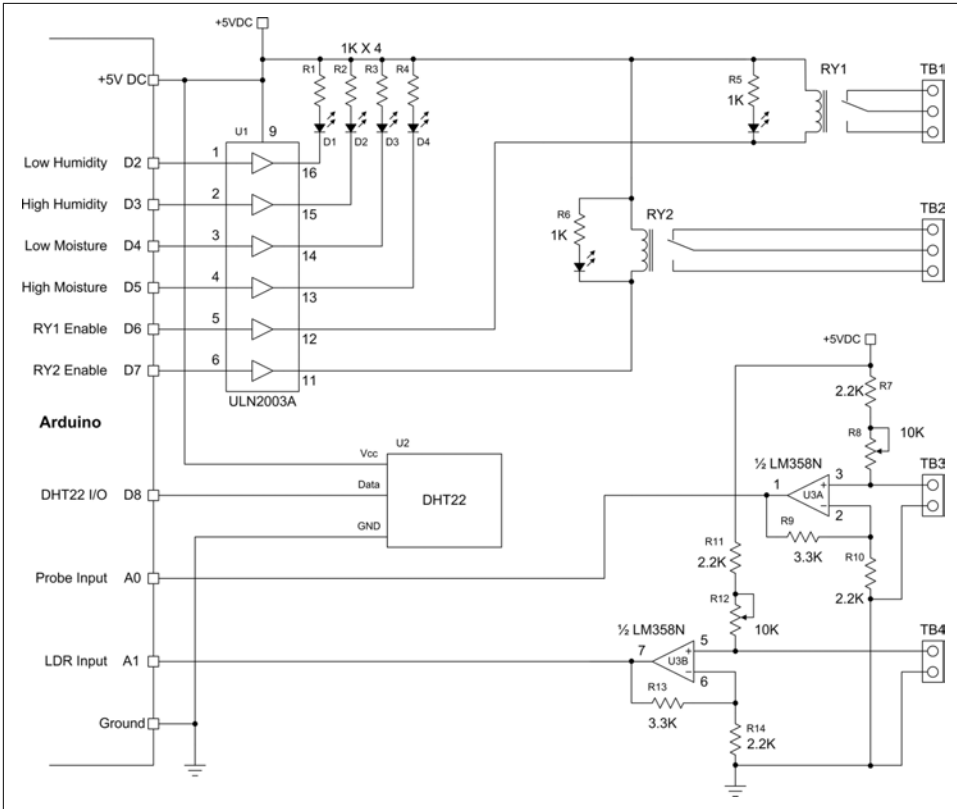 +5VDC
1K X 4
+5V DC
R1
R2
R3
R4
D1
D2
D3
D4
R5
1K
RY1
TB1
U1
9
Low Humidity D2
1
16
High Humidity D3
2
15
Low Moisture D4
3
14
High Moisture D5
4
13
RY1 Enable D6
5
12
RY2 Enable D7
6
11
ULN2003A
R6
1K
RY2
TB2
Arduino
U2
Vcc
Data
GND
DHT22
DHT22 I/O D8
Probe Input A0
LDR Input A1
Ground
+5VDC
R7
2.2K
R8
10K
½ LM358N
1
3
U3A
+
−
2
TB3
R9
3.3K
R10
2.2K
R11
2.2K
R12
10K
½ LM358N
7
5
U3B
+
−
6
TB4
R13
3.3K
R14
2.2K